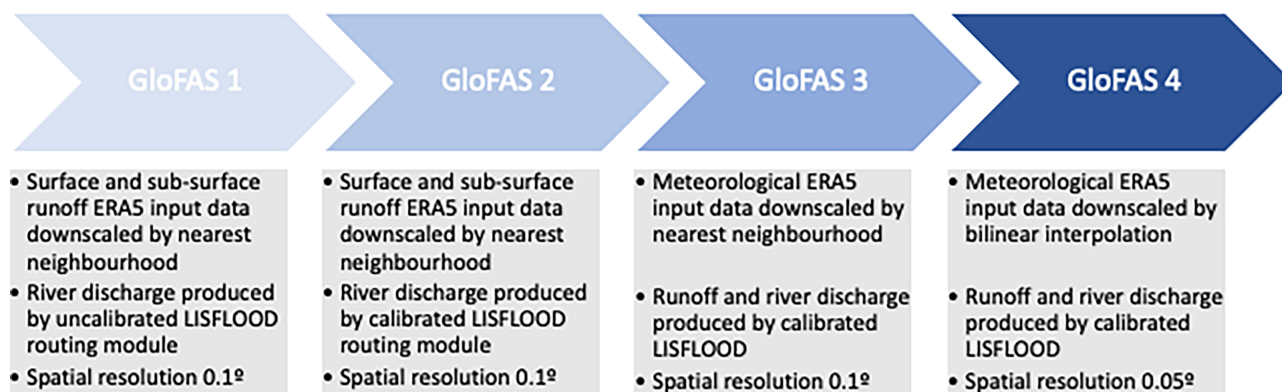 GloFAS 1
GloFAS 2
GloFAS 3
GloFAS 4
• Surface and sub-surface
runoff ERA5 input data
downscaled by nearest
neighbourhood
• River discharge produced
by uncalibrated LISFLOOD
routing module
• Spatial resolution 0.1º
• Surface and sub-surface
runoff ERA5 input data
downscaled by nearest
neighbourhood
• River discharge produced
by calibrated LISFLOOD
routing module
• Spatial resolution 0.1º
• Meteorological ERA5
input data downscaled by
nearest neighbourhood
• Runoff and river discharge
produced by calibrated
LISFLOOD
• Spatial resolution 0.1º
• Meteorological ERA5
input data downscaled by
bilinear interpolation
• Runoff and river discharge
produced by calibrated
LISFLOOD
• Spatial resolution 0.05º